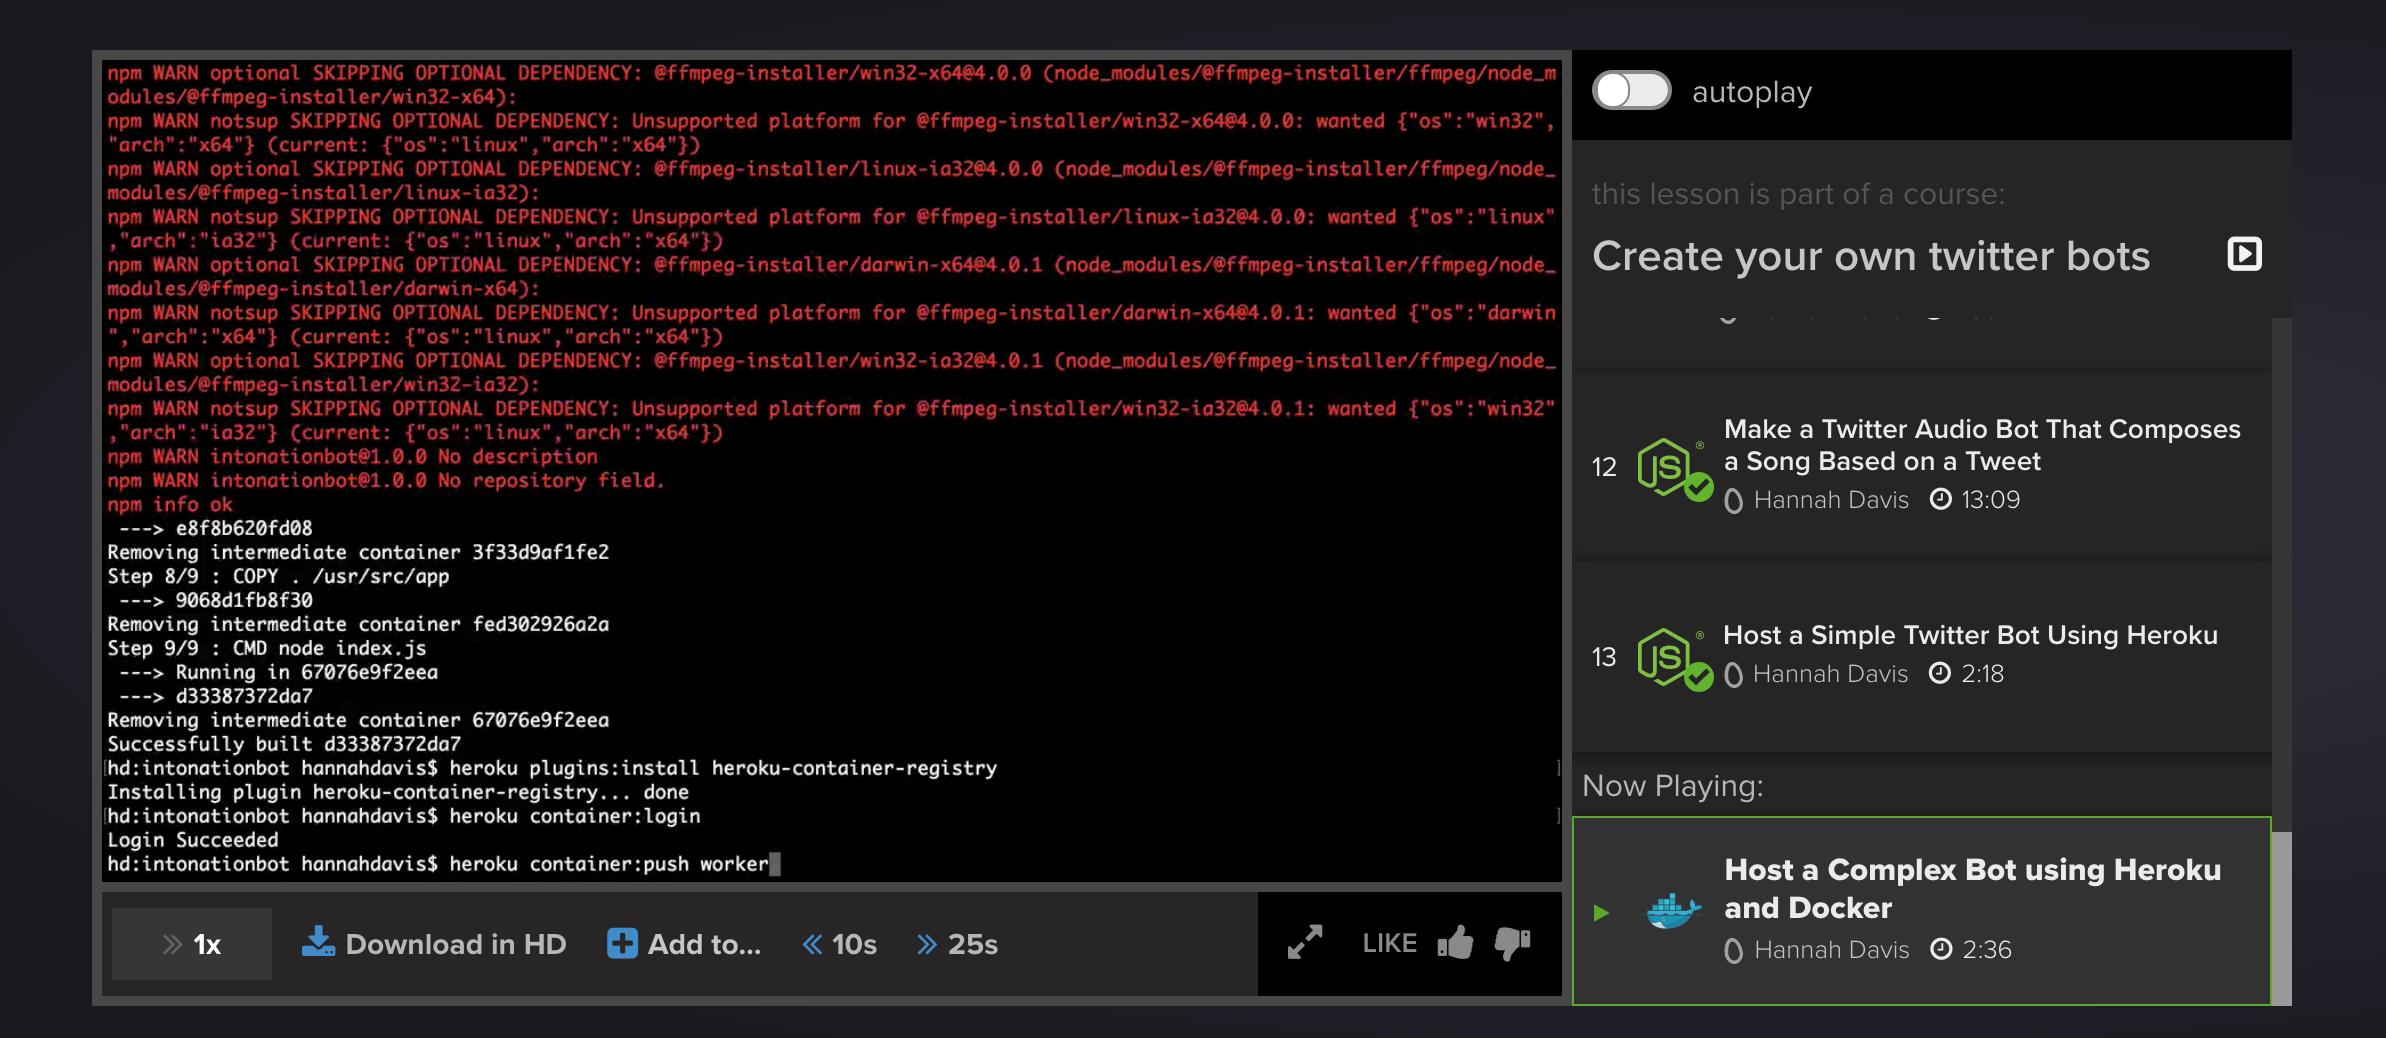 npm WARN optional SKIPPING OPTIONAL DEPENDENCY: @ffmpeg-installer/win32-x64@4.0.0 (node_modules/@ffmpeg-installer/ffmpeg/node_m
odules/@ffmpeg-installer/win32-x64):
npm WARN notsup SKIPPING OPTIONAL DEPENDENCY: Unsupported platform for @ffmpeg-installer/win32-x64@4.0.0: wanted {"os":"win32",
"arch":"x64"} (current: {"os":"linux","arch":"x64"})
npm WARN optional SKIPPING OPTIONAL DEPENDENCY: @ffmpeg-installer/linux-ia32@4.0.0 (node_modules/@ffmpeg-installer/ffmpeg/node_
modules/@ffmpeg-installer/linux-ia32):
npm WARN notsup SKIPPING OPTIONAL DEPENDENCY: Unsupported platform for @ffmpeg-installer/linux-ia32@4.0.0: wanted {"os":"linux"
,"arch":"ia32"} (current: {"os":"linux","arch":"x64"})
npm WARN optional SKIPPING OPTIONAL DEPENDENCY: @ffmpeg-installer/darwin-x64@4.0.1 (node_modules/@ffmpeg-installer/ffmpeg/node_
modules/@ffmpeg-installer/darwin-x64):
npm WARN notsup SKIPPING OPTIONAL DEPENDENCY: Unsupported platform for @ffmpeg-installer/darwin-x64@4.0.1: wanted {"os":"darwin
","arch":"x64"} (current: {"os":"linux","arch":"x64"})
npm WARN optional SKIPPING OPTIONAL DEPENDENCY: @ffmpeg-installer/win32-ia32@4.0.1 (node_modules/@ffmpeg-installer/ffmpeg/node_
modules/@ffmpeg-installer/win32-ia32):
npm WARN notsup SKIPPING OPTIONAL DEPENDENCY: Unsupported platform for @ffmpeg-installer/win32-ia32@4.0.1: wanted {"os":"win32"
,"arch":"ia32"} (current: {"os":"linux","arch":"x64"})
npm WARN intonationbot@1.0.0 No description
npm WARN intonationbot@1.0.0 No repository field.
npm info ok
---> e8f8b620fd08
Removing intermediate container 3f33d9af1fe2
Step 8/9 : COPY . /usr/src/app
---> 9068d1fb8f30
Removing intermediate container fed302926a2a
Step 9/9 : CMD node index.js
---> Running in 67076e9f2eea
---> d33387372da7
Removing intermediate container 67076e9f2eea
Successfully built d33387372da7
[hd:intonationbot hannahdavis$ heroku plugins:install heroku-container-registry ]
Installing plugin heroku-container-registry... done
[hd:intonationbot hannahdavis$ heroku container:login ]
Login Succeeded
hd:intonationbot hannahdavis$ heroku container:push worker
1x
Download in HD
Add to...
10s
25s
LIKE
autoplay
this lesson is part of a course:
Create your own twitter bots
12
JS
Make a Twitter Audio Bot That Composes
a Song Based on a Tweet
Hannah Davis 13:09
13
JS
Host a Simple Twitter Bot Using Heroku
Hannah Davis 2:18
Now Playing:
Host a Complex Bot using Heroku
and Docker
Hannah Davis 2:36